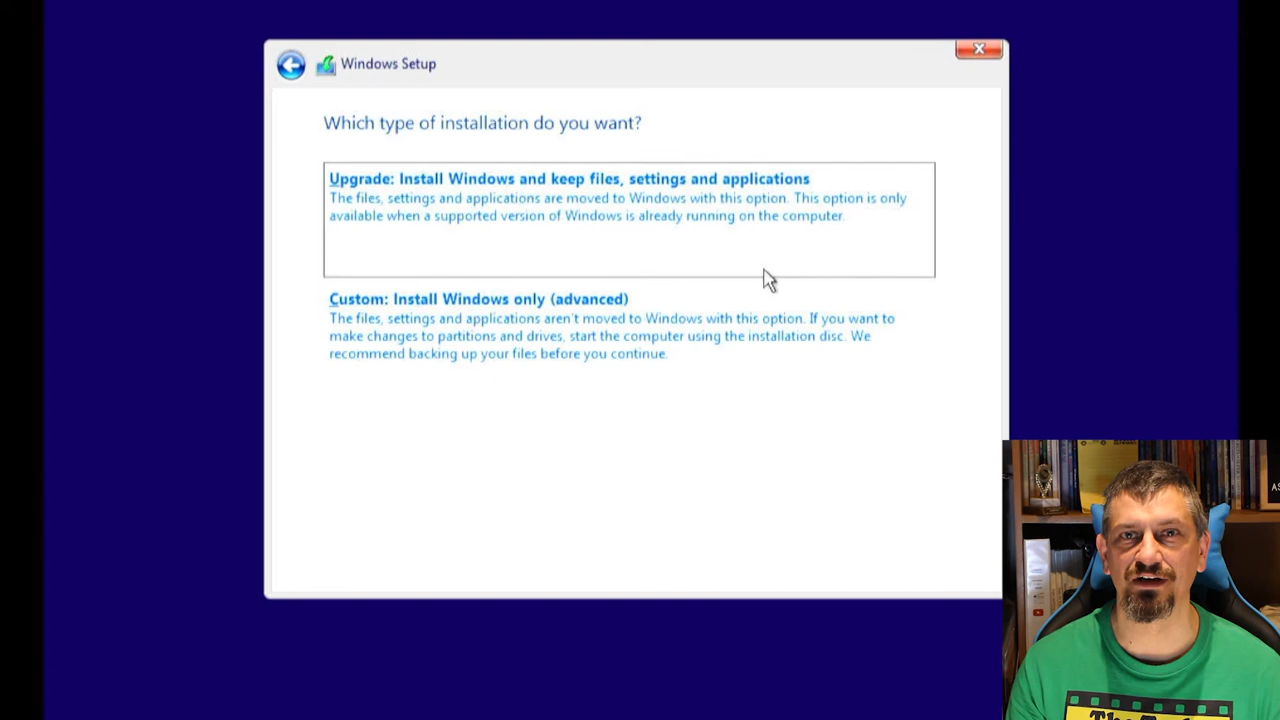 Windows Setup
Which type of installation do you want?
Upgrade: Install Windows and keep files, settings and applications
The files, settings and applications are moved to Windows with this option. This option is only
available when a supported version of Windows is already running on the computer.
Custom: Install Windows only (advanced)
The files, settings and applications aren't moved to Windows with this option. If you want to
make changes to partitions and drives, start the computer using the installation disc. We
recommend backing up your files before you continue.